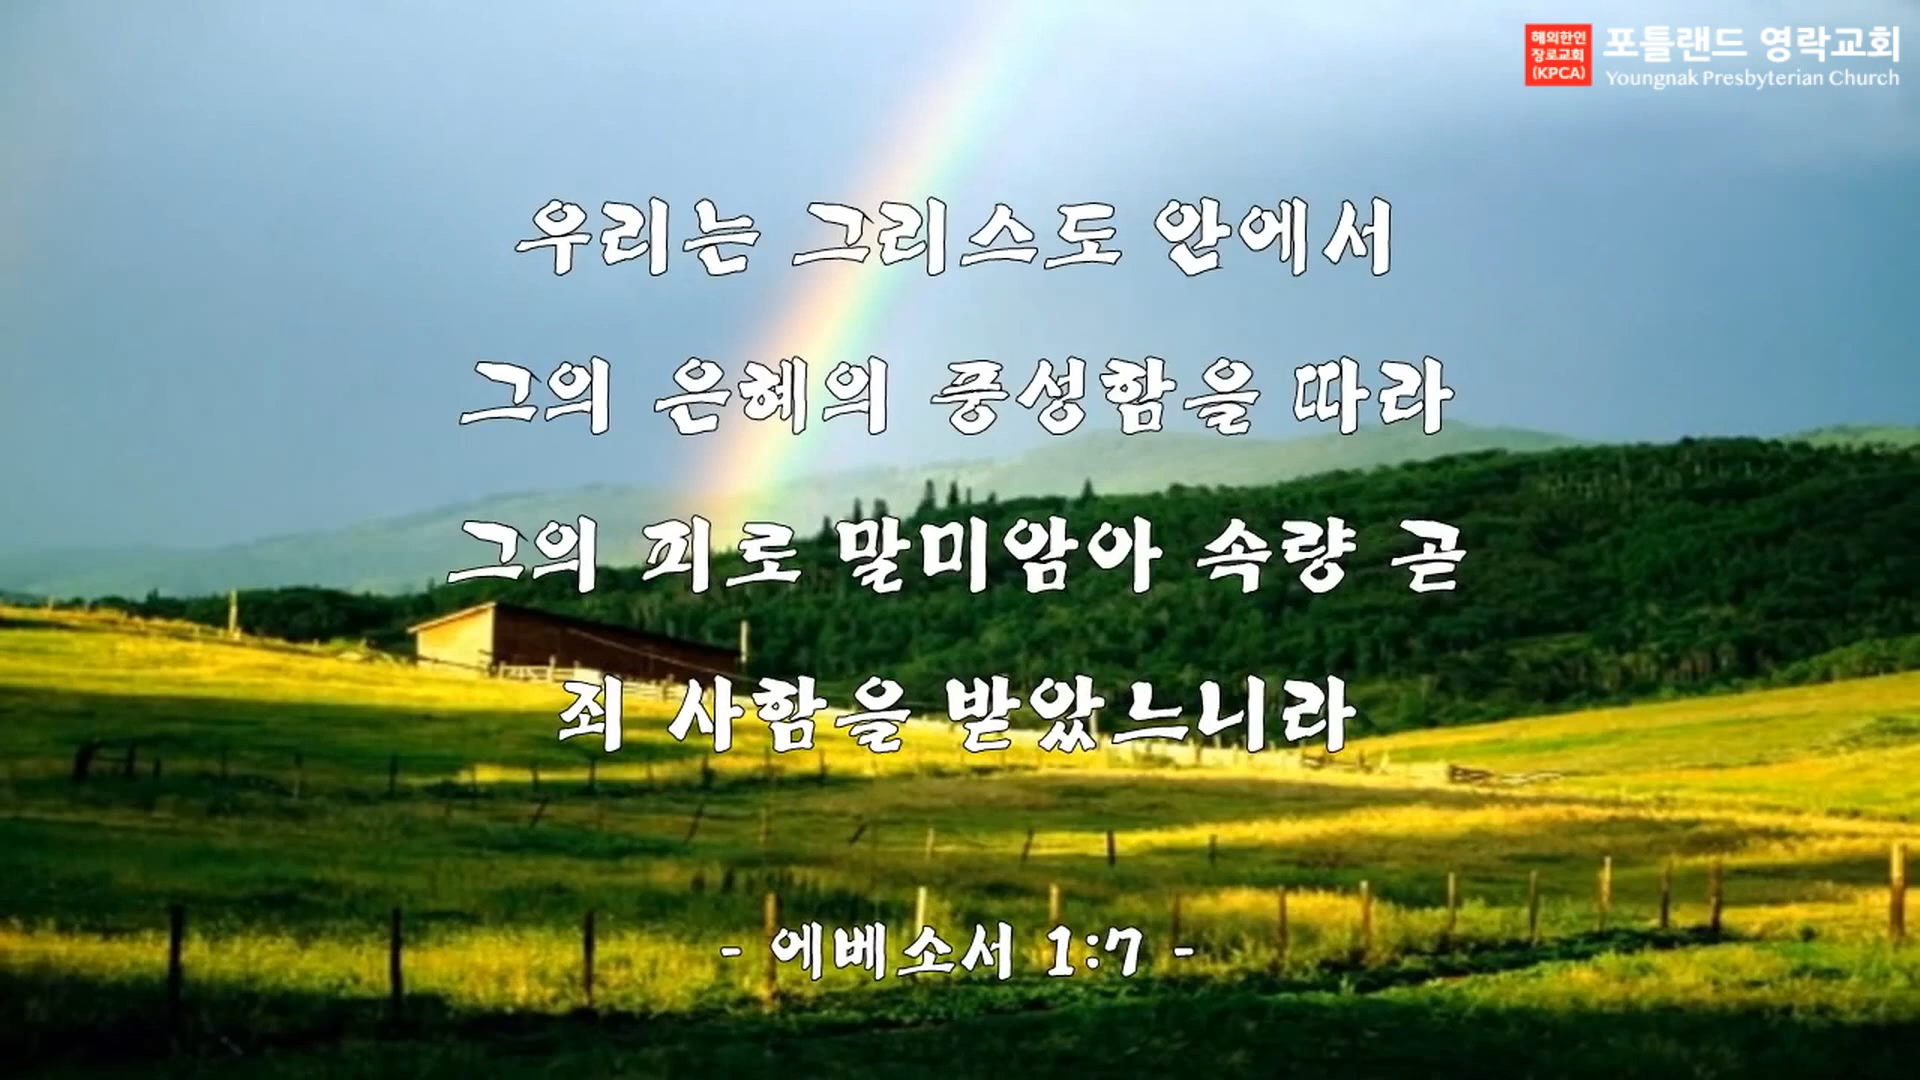 해외한인
장로교회
(KPCA)
포틀랜드 영락교회
Youngnak Presbyterian Church
우리는 그리스도 안에서
그의 은혜의 풍성함을 따라
그의 피로 말미암아 속량 곧
죄 사함을 받았느니라
- 에베소서 1:7 -